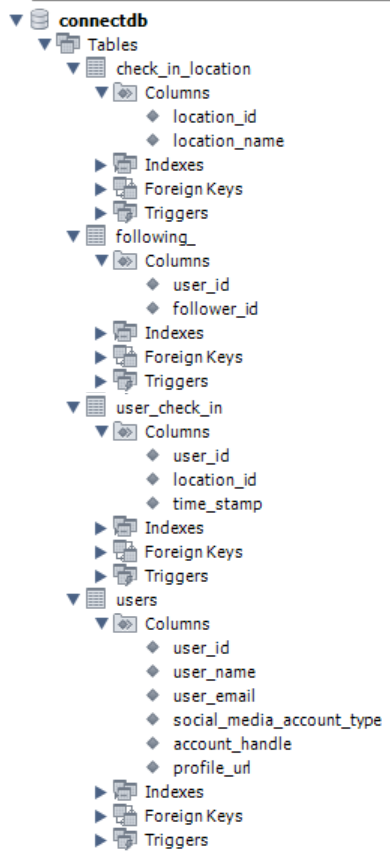 connectdb
Tables
check_in_location
Columns
location_id
location_name
Indexes
Foreign Keys
Triggers
following_
Columns
user_id
follower_id
Indexes
Foreign Keys
Triggers
user_check_in
Columns
user_id
location_id
time_stamp
Indexes
Foreign Keys
Triggers
users
Columns
user_id
user_name
user_email
social_media_account_type
account_handle
profile_url
Indexes
Foreign Keys
Triggers